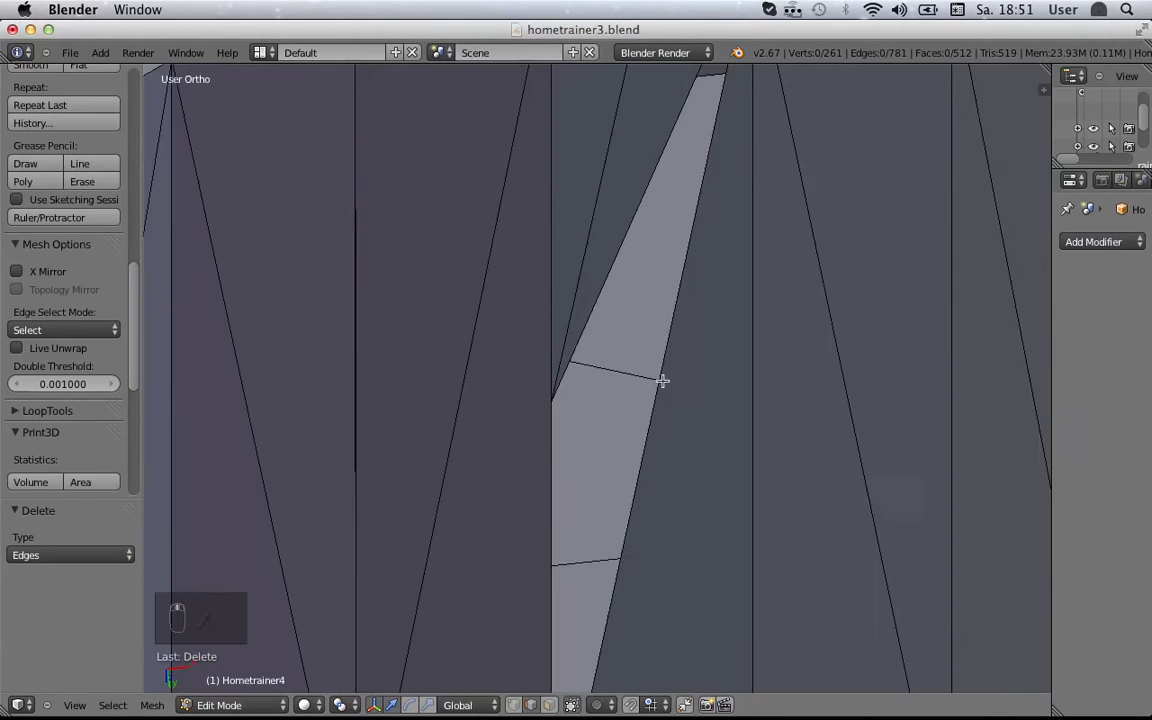 Blender Window Sa. 18:51 User
hometrainer3.blend
File Add Render Window Help Default Scene Blender Render v2.67 | Verts:0/261 | Edges:0/781 | Faces:0/512 | Tris:519 | Mem:23.93M (0.11M) | Hon
Smooth Flat
User Ortho
View
Repeat:
Repeat Last
History...
Grease Pencil:
Draw Line
Poly Erase
Use Sketching Sessi
Ruler/Protractor
Ho
Mesh Options
Add Modifier
X Mirror
Topology Mirror
Edge Select Mode:
Select
Live Unwrap
Double Threshold:
0.001000
LoopTools
Print3D
Statistics:
Volume Area
Delete
Type
Edges
Last: Delete
(1) Hometrainer4
View Select Mesh Edit Mode Global